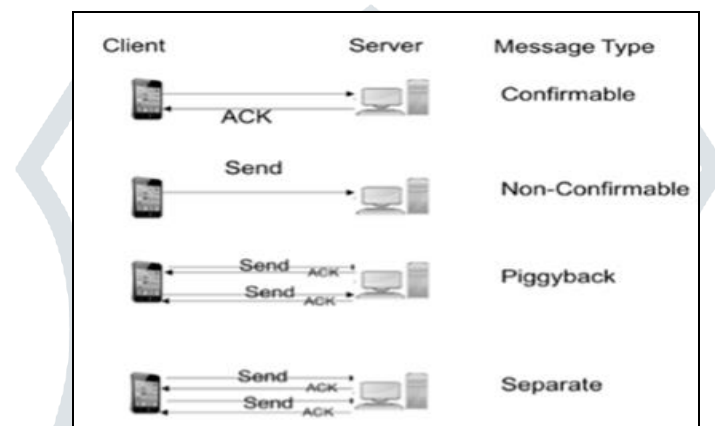 Client Server Message Type
Confirmable
ACK
Send
Non-Confirmable
Send
ACK
Piggyback
Send
ACK
Send
ACK
Separate
Send
ACK